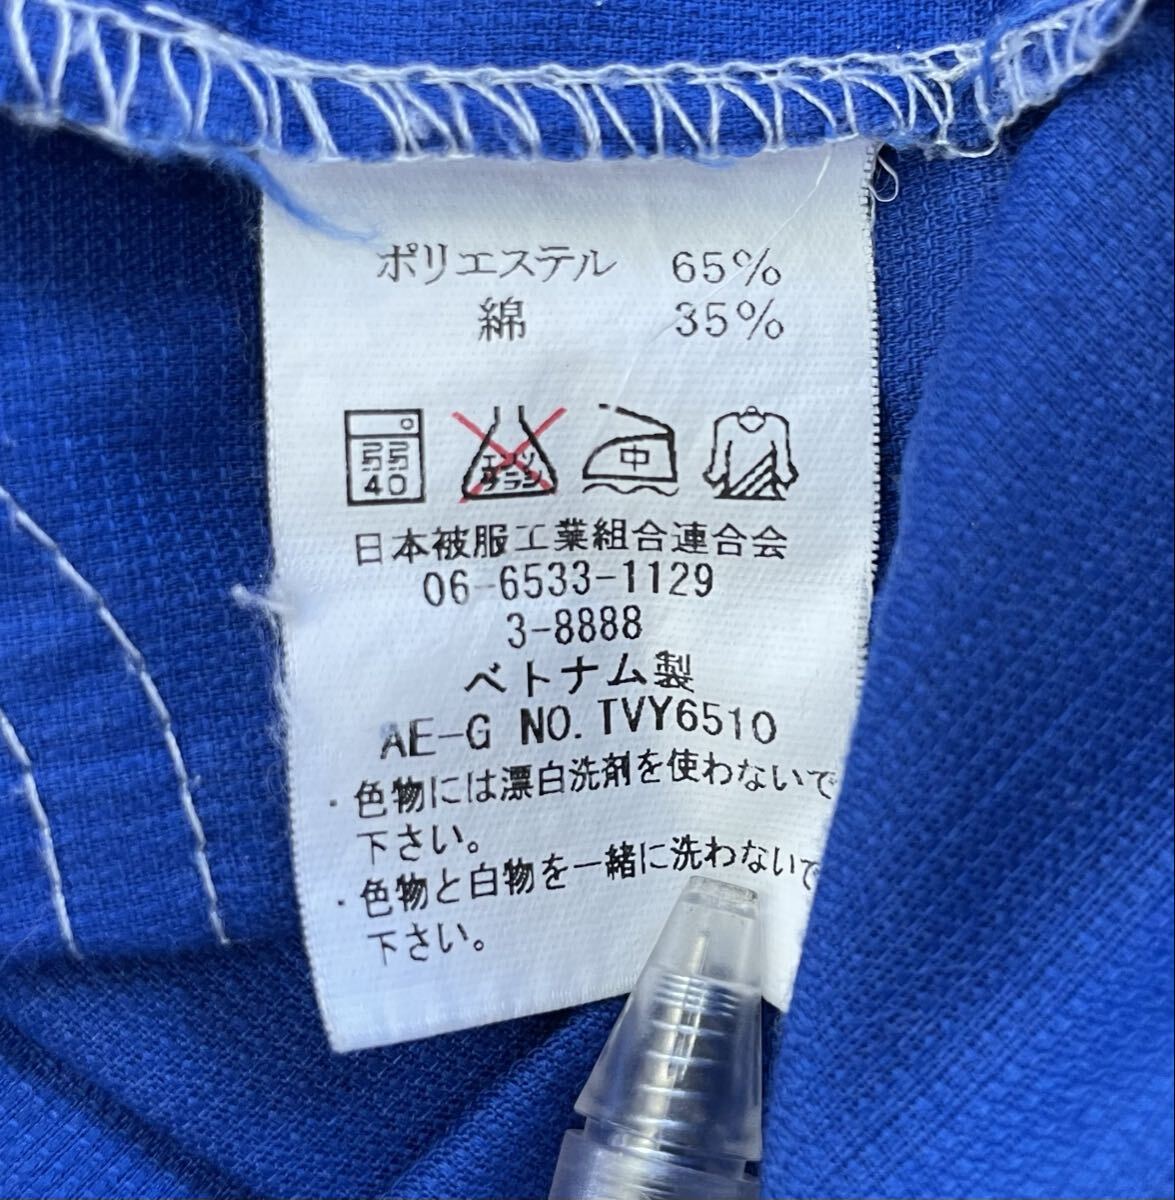 ポリエステル 65%
綿 35%
弱 40 エンソサラシ 中
日本被服工業組合連合会
06-6533-1129
3-8888
ベトナム製
AE-G NO.TVY6510
・色物には漂白洗剤を使わないで
下さい。
・色物と白物を一緒に洗わないで
下さい。